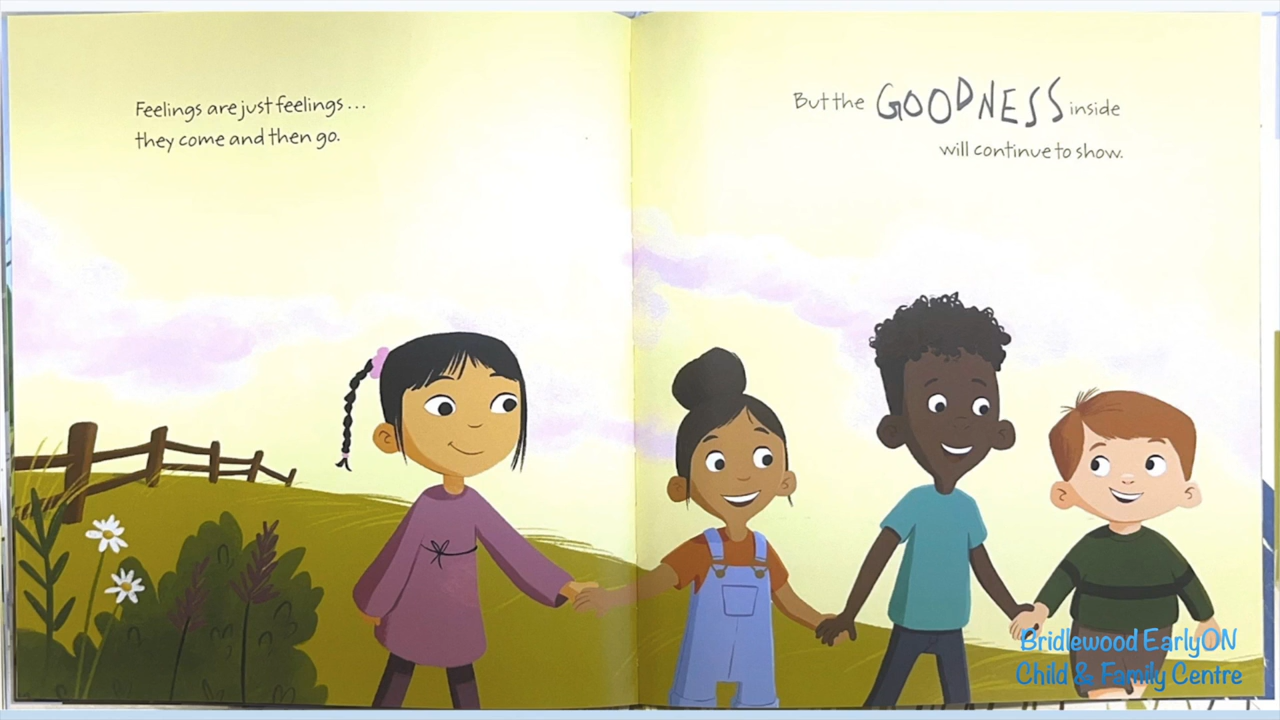 Feelings are just feelings...
they come and then go.
But the GOODNESS inside
will continue to show.
Bridlewood EarlyON
Child & Family Centre